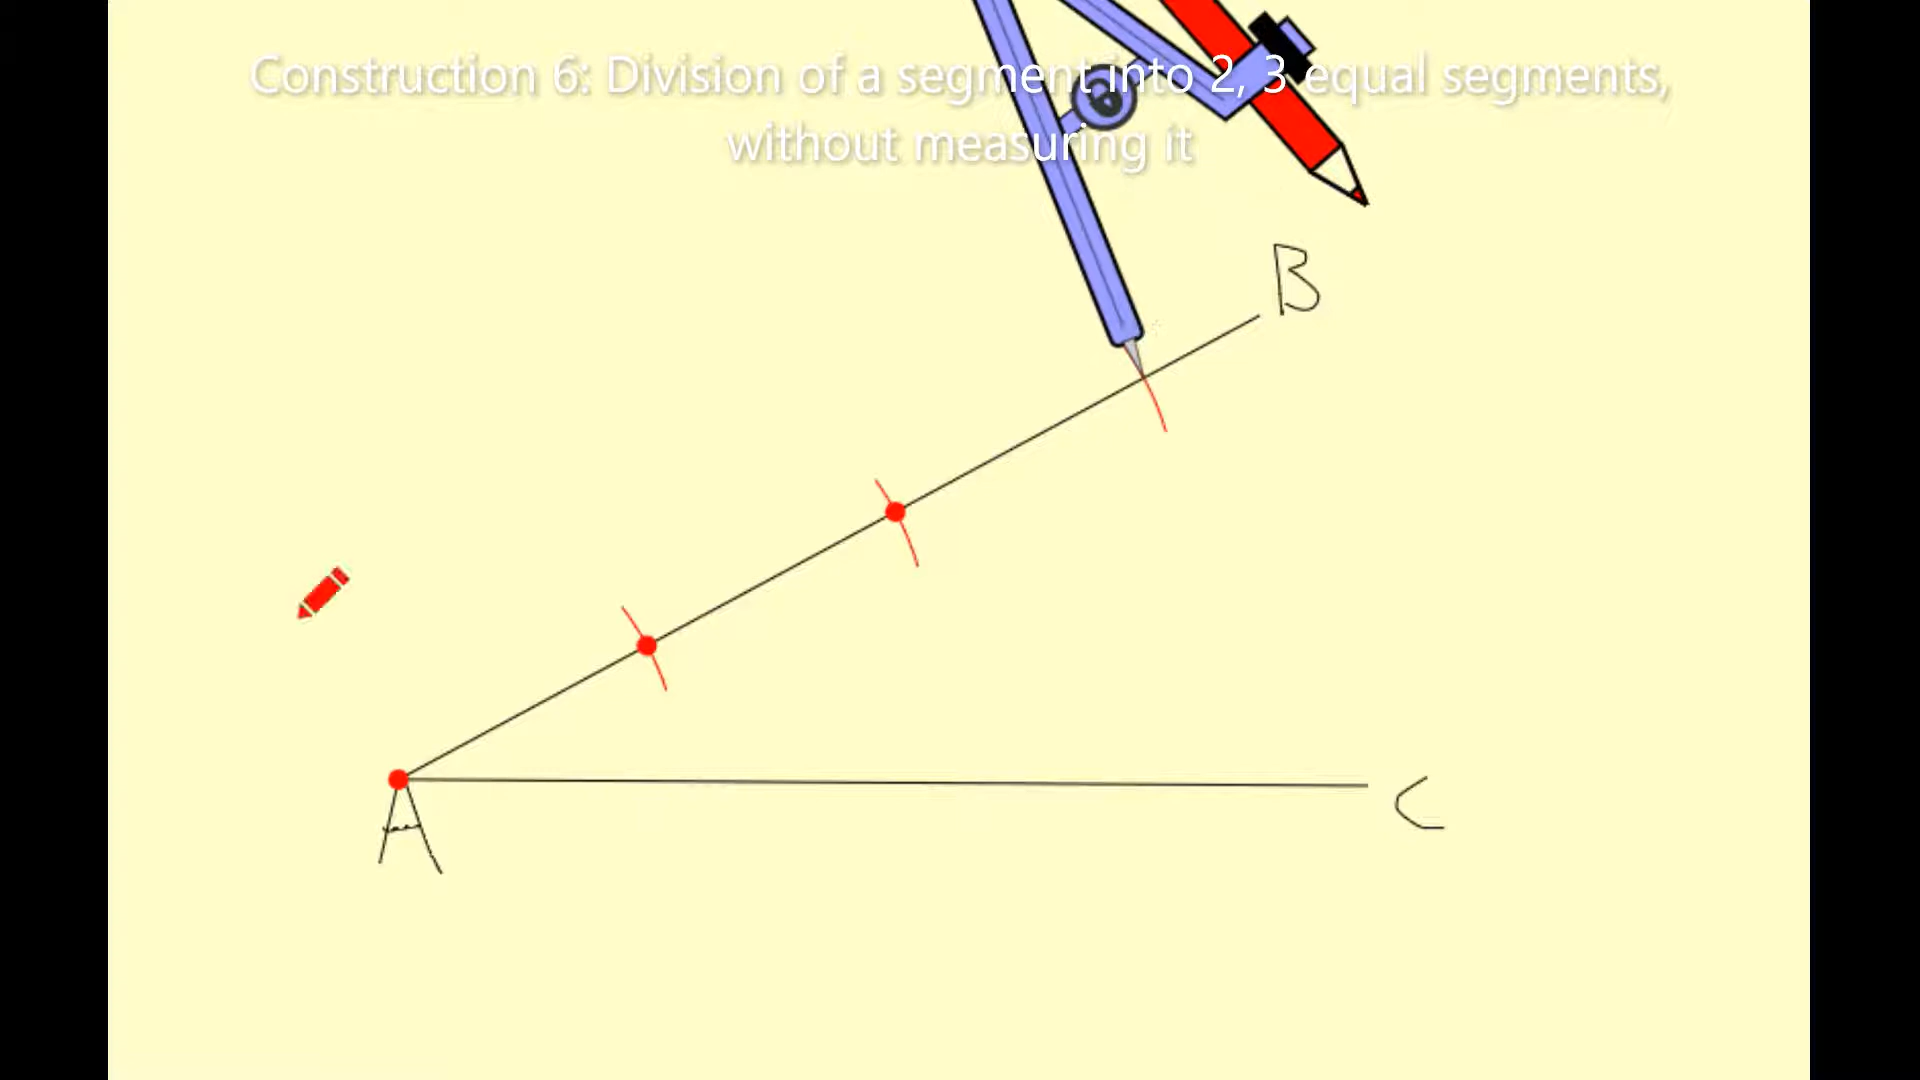 Construction 6: Division of a segment into 2, 3 equal segments,
without measuring it
B
A
C